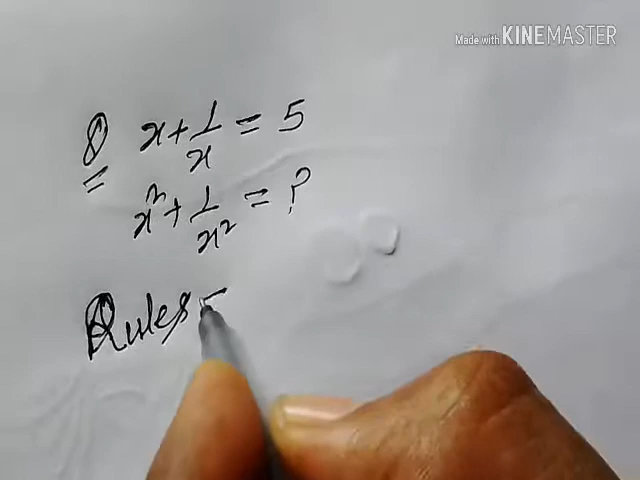 Made with KINEMASTER
Q x + 1/x = 5
x² + 1/x² = ?
Rules